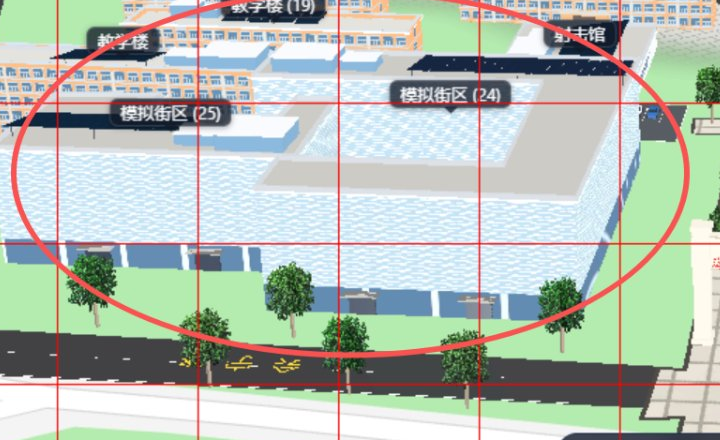 教学楼 (19)
射击馆
教学楼
模拟街区 (24)
模拟街区 (25)